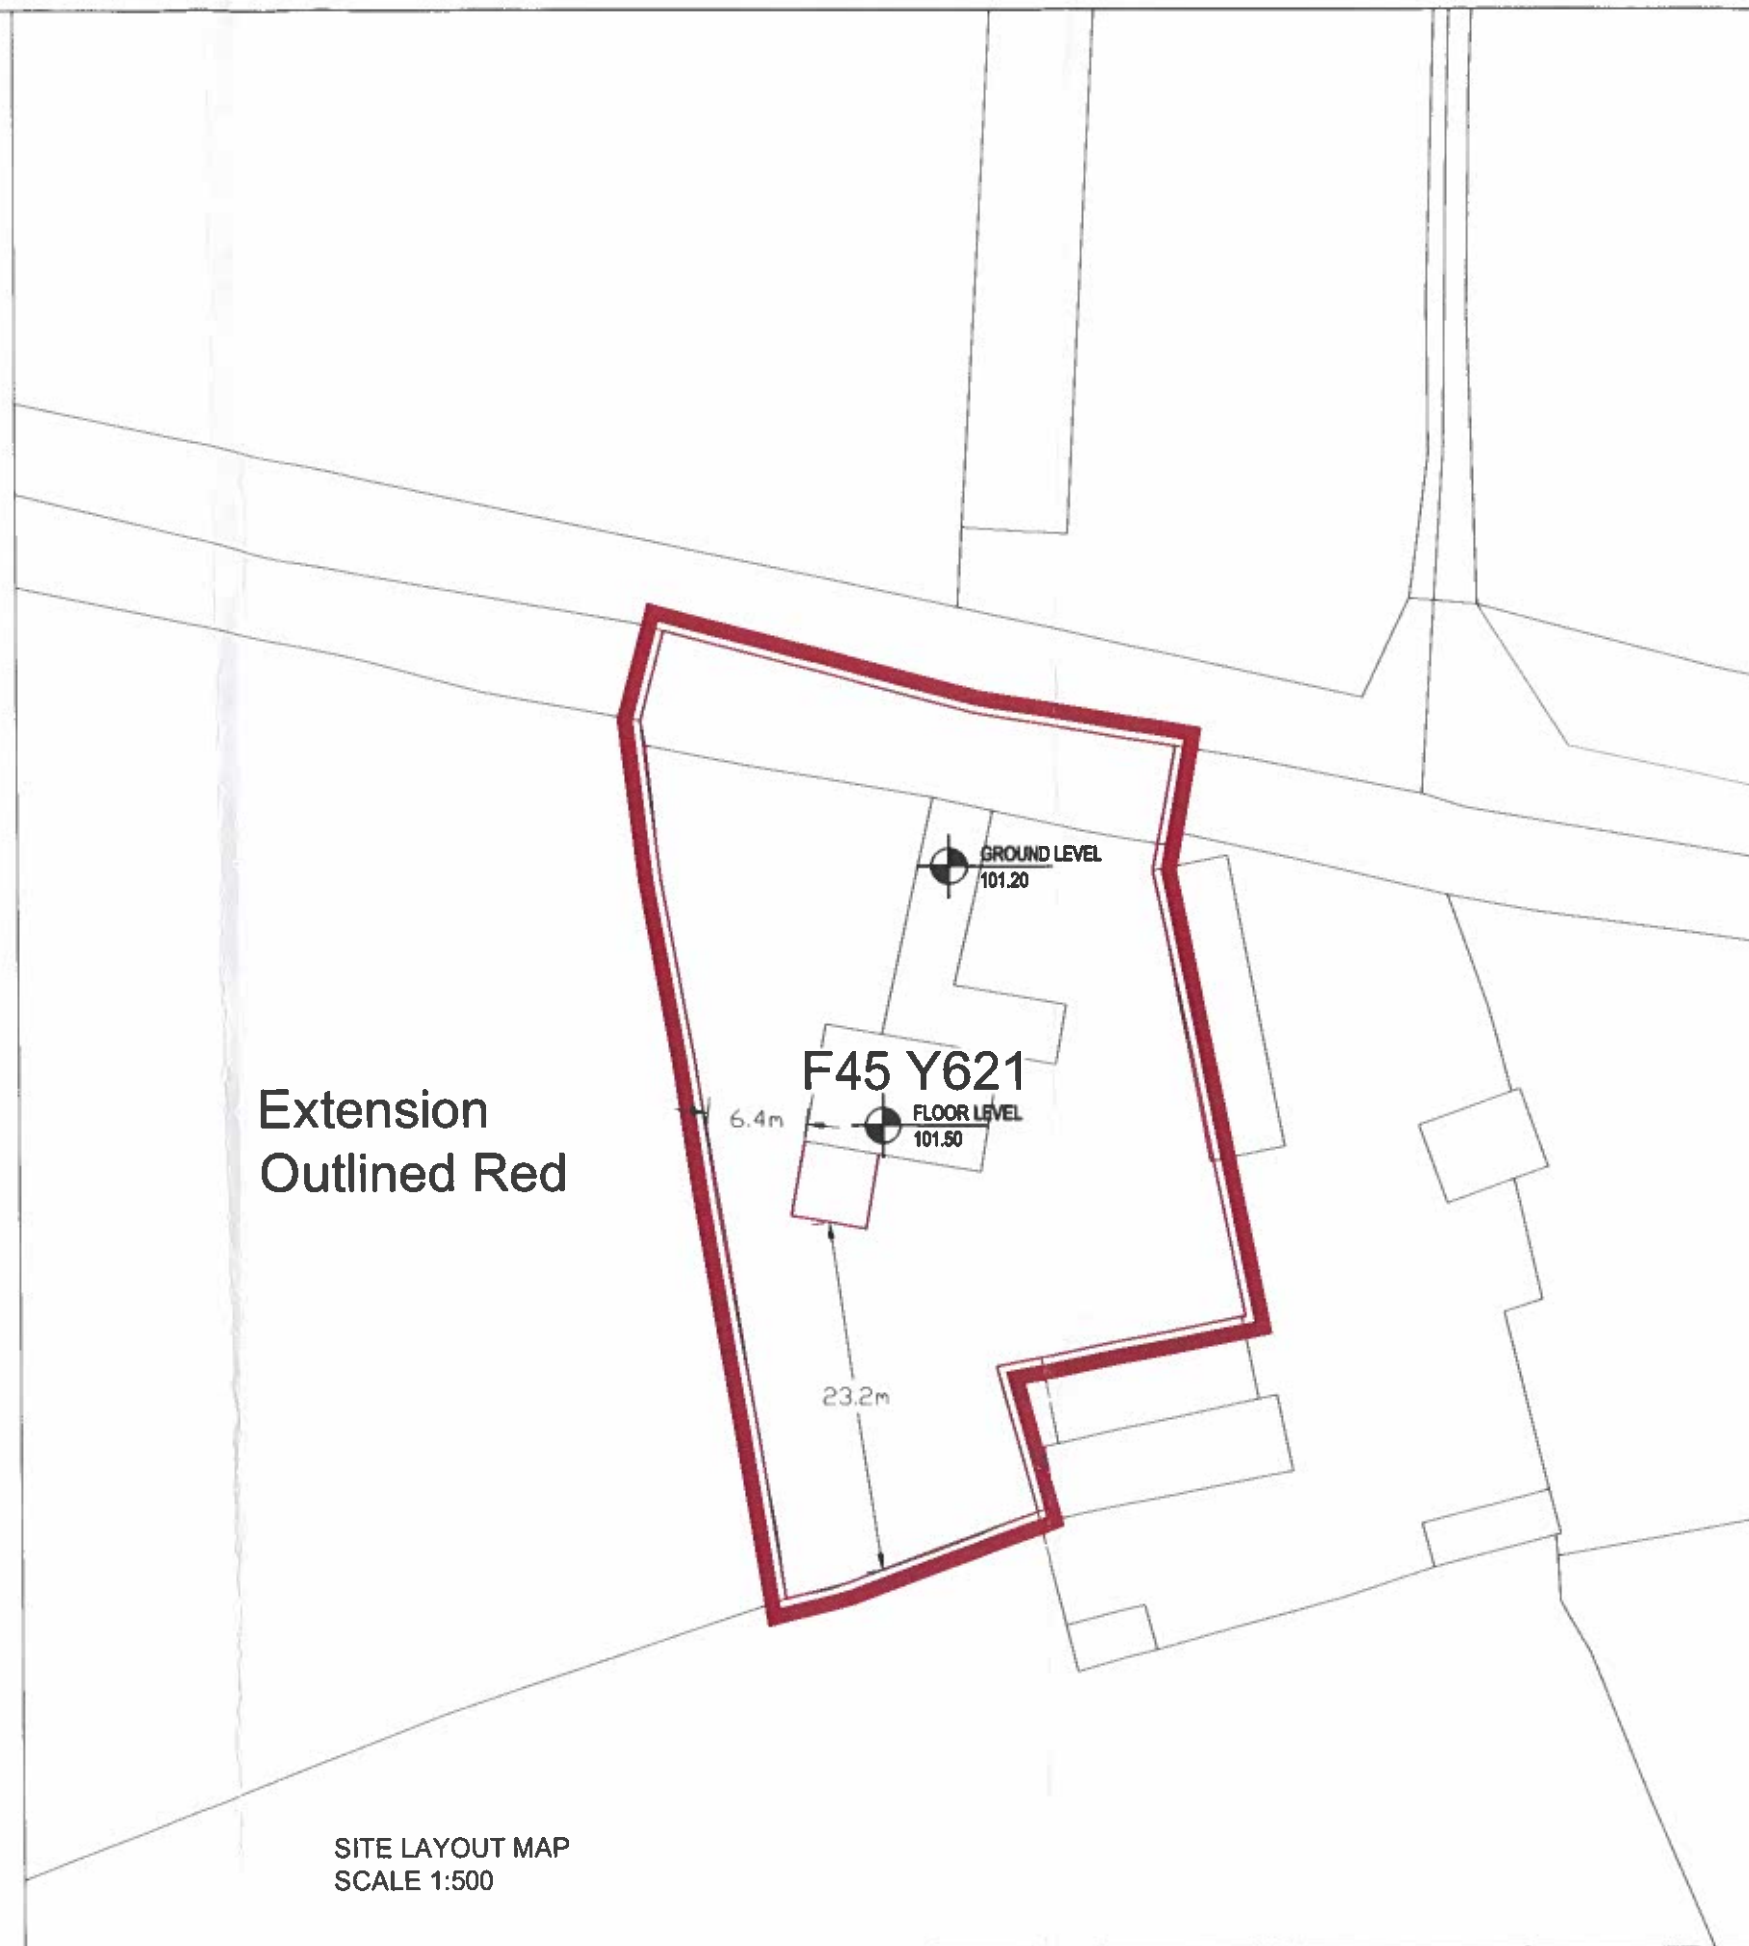 GROUND LEVEL
101.20
F45 Y621
Extension
Outlined Red
6.4m
FLOOR LEVEL
101.50
23.2m
SITE LAYOUT MAP
SCALE 1:500